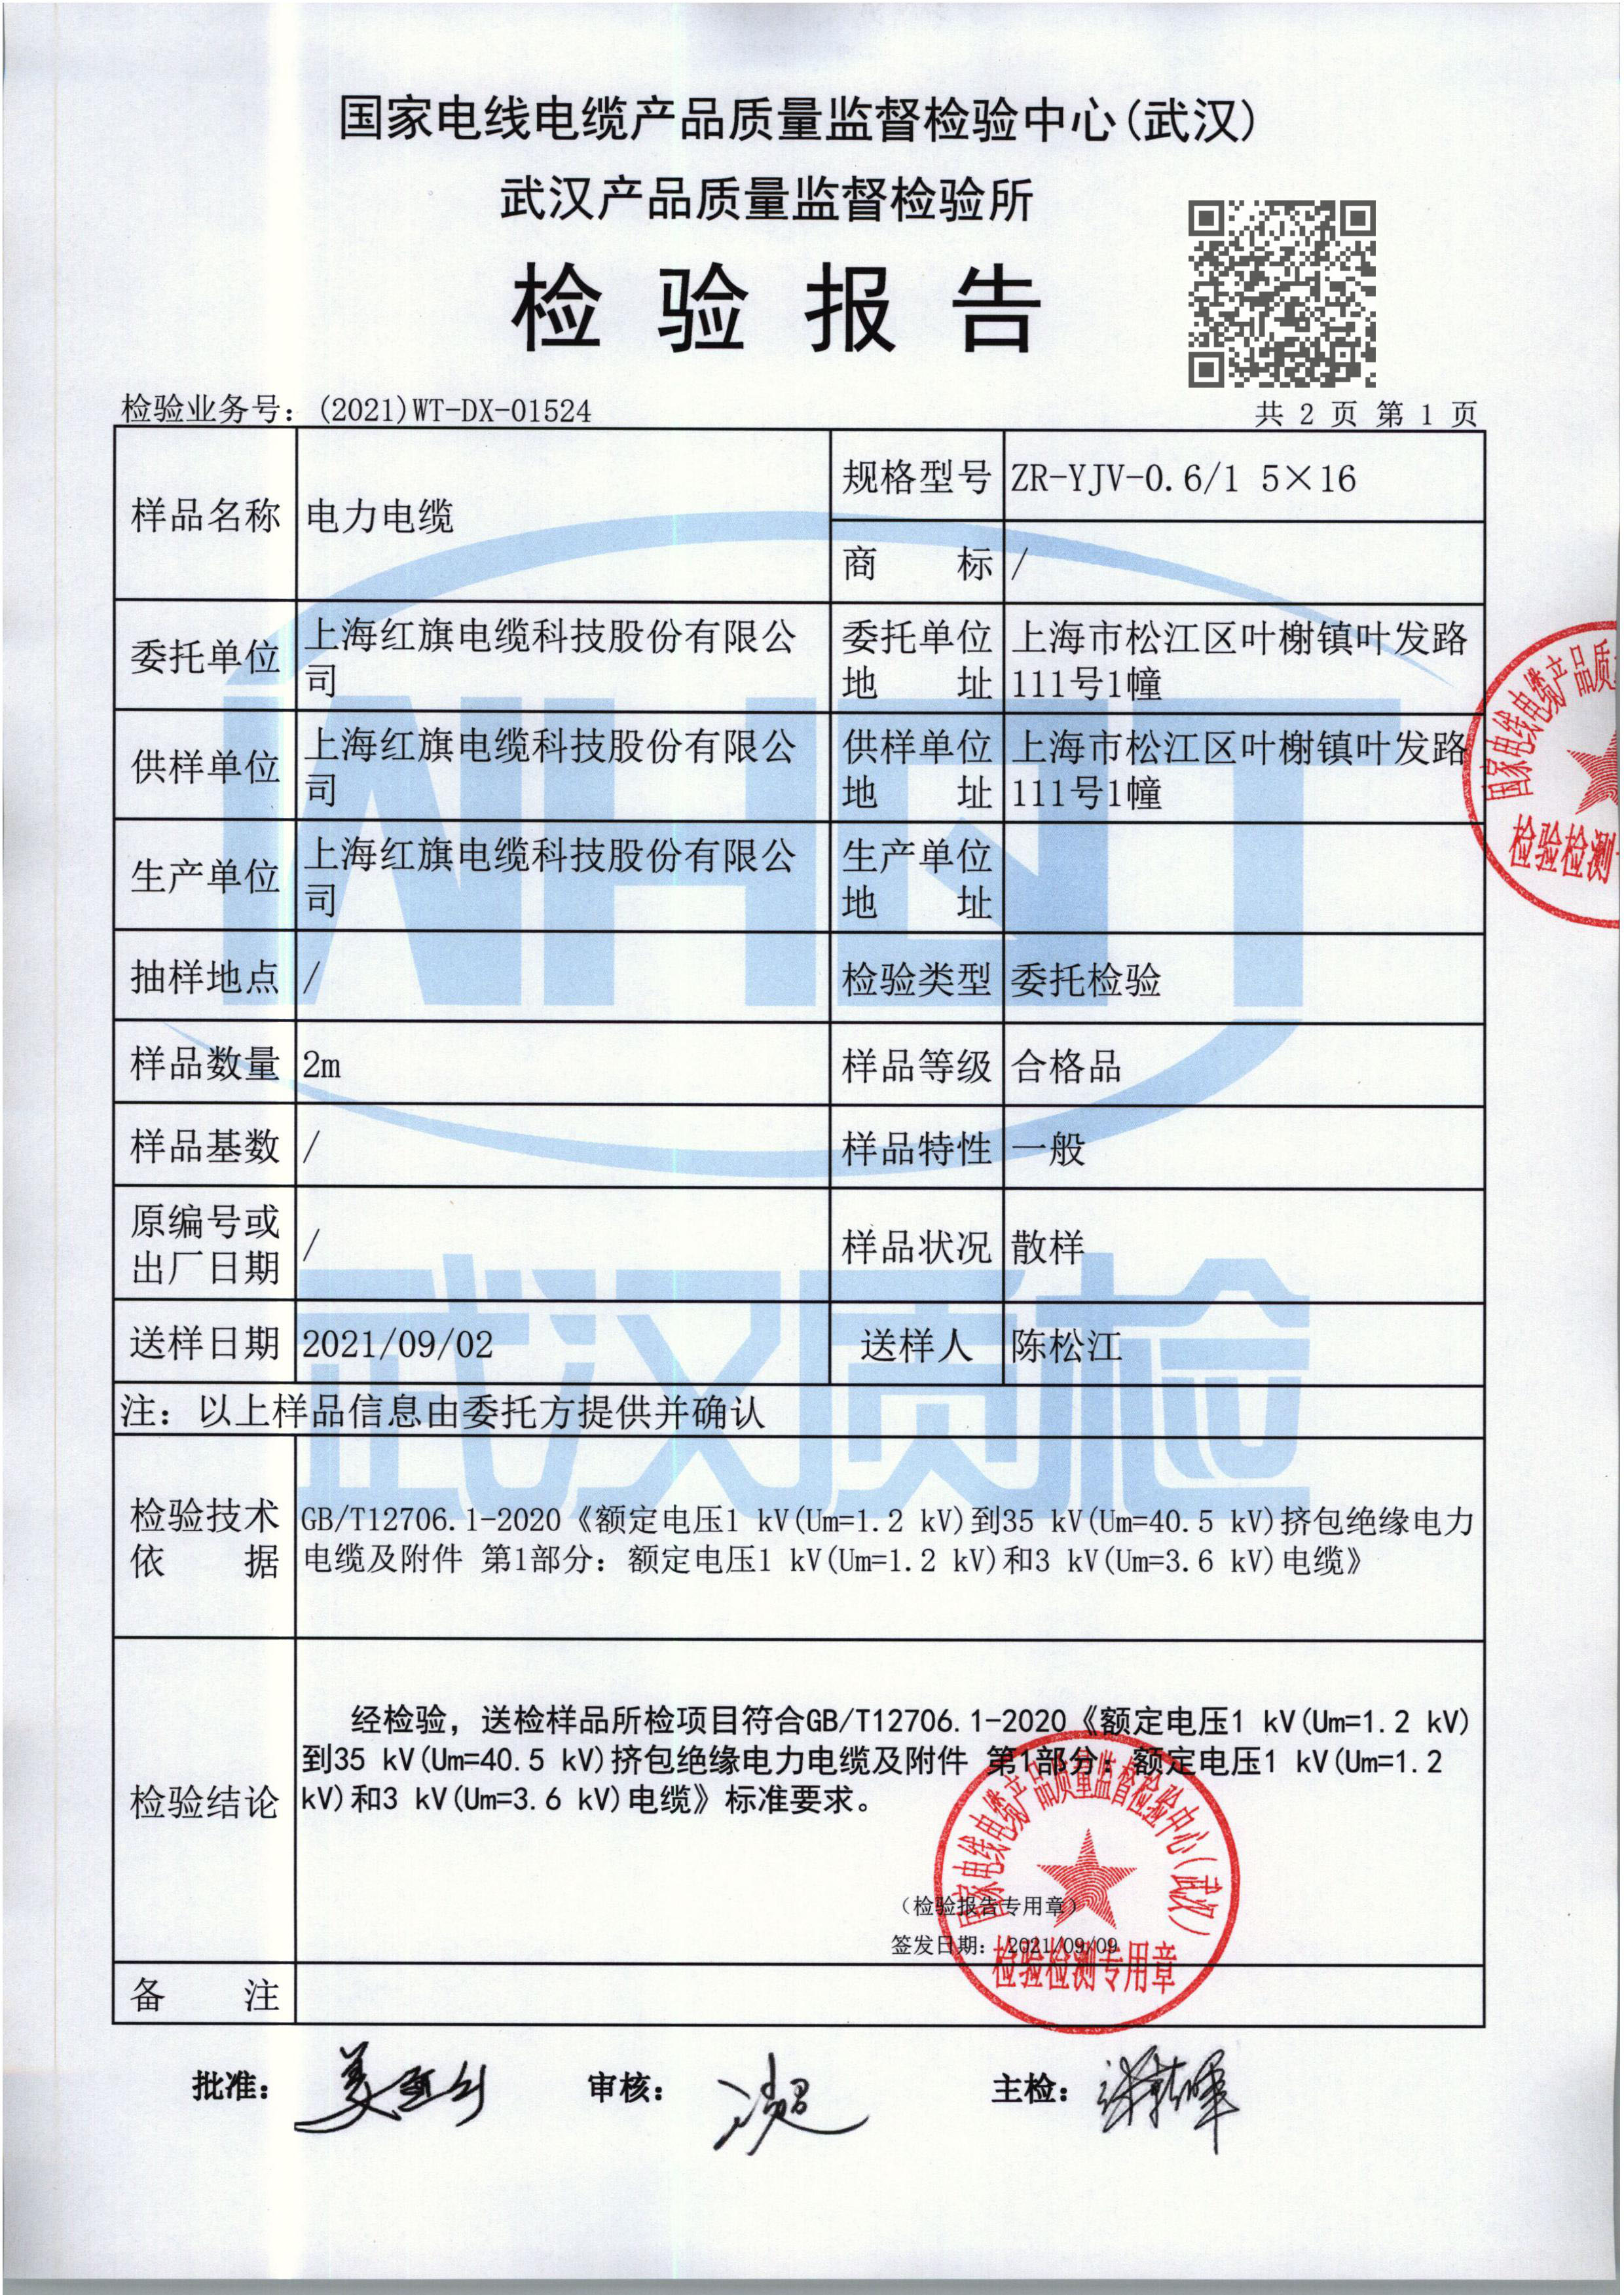 国家电线电缆产品质量监督检验中心(武汉)
武汉产品质量监督检验所
检验报告
检验业务号：(2021)WT-DX-01524
共 2 页 第 1 页
样品名称
电力电缆
规格型号
ZR-YJV-0.6/1 5×16
商 标
/
委托单位
上海红旗电缆科技股份有限公
司
委托单位
地 址
上海市松江区叶榭镇叶发路
111号1幢
供样单位
上海红旗电缆科技股份有限公
司
供样单位
地 址
上海市松江区叶榭镇叶发路
111号1幢
生产单位
上海红旗电缆科技股份有限公
司
生产单位
地 址
抽样地点
/
检验类型
委托检验
样品数量
2m
样品等级
合格品
样品基数
/
样品特性
一般
原编号或
出厂日期
/
样品状况
散样
送样日期
2021/09/02
送样人
陈松江
注：以上样品信息由委托方提供并确认
检验技术
依 据
GB/T12706.1-2020《额定电压1 kV(Um=1.2 kV)到35 kV(Um=40.5 kV)挤包绝缘电力
电缆及附件 第1部分：额定电压1 kV(Um=1.2 kV)和3 kV(Um=3.6 kV)电缆》
检验结论
经检验，送检样品所检项目符合GB/T12706.1-2020《额定电压1 kV(Um=1.2 kV)
到35 kV(Um=40.5 kV)挤包绝缘电力电缆及附件 第1部分：额定电压1 kV(Um=1.2
kV)和3 kV(Um=3.6 kV)电缆》标准要求。
（检验报告专用章）
签发日期：2021/09/09
国家电线电缆产品质量监督检验中心(武汉)
检验检测专用章
备 注
批准：
审核：
主检：
国家电线电缆产品质
检验检测
WHQT
武汉质检